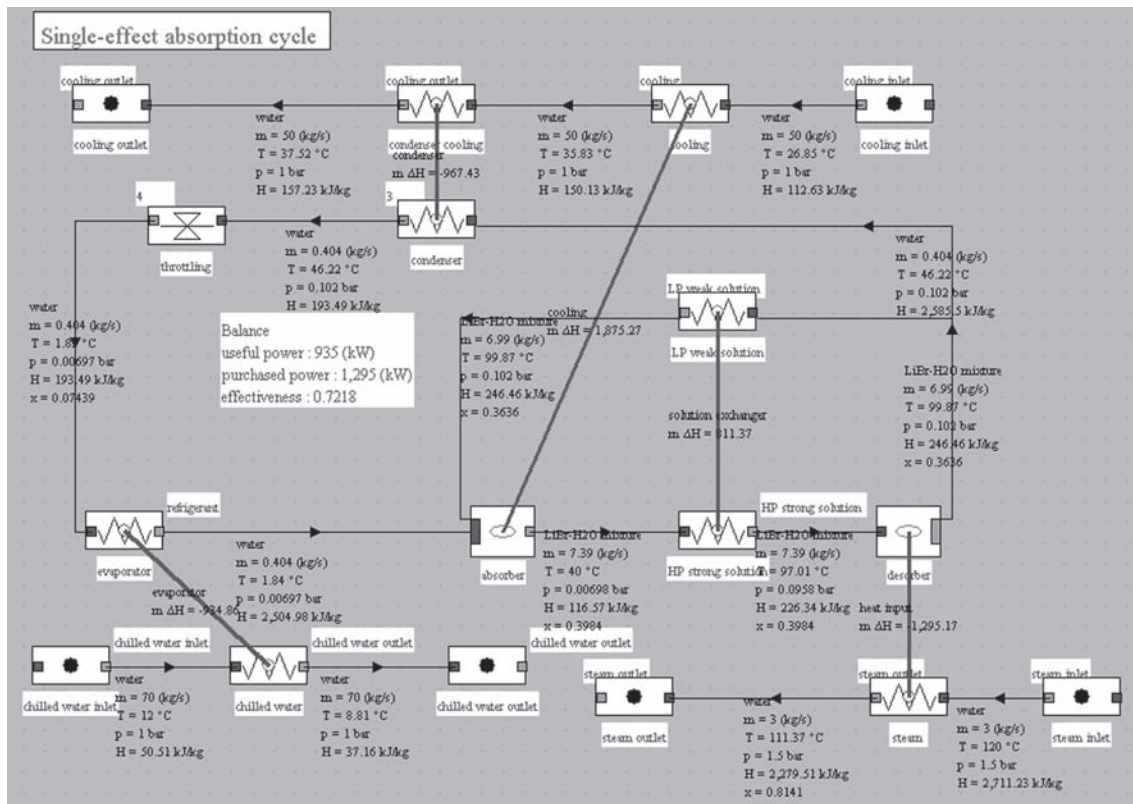 Single-effect absorption cycle
cooling outlet
cooling outlet
cooling
cooling inlet
cooling outlet
water
m = 50 (kg/s)
T = 37.52 °C
p = 1 bar
H = 157.23 kJ/kg
condenser cooling
condenser
m ΔH = -967.43
water
m = 50 (kg/s)
T = 35.83 °C
p = 1 bar
H = 150.13 kJ/kg
cooling
water
m = 50 (kg/s)
T = 26.85 °C
p = 1 bar
H = 112.63 kJ/kg
cooling inlet
4
3
throttling
water
m = 0.404 (kg/s)
T = 46.22 °C
p = 0.102 bar
H = 193.49 kJ/kg
condenser
water
m = 0.404 (kg/s)
T = 46.22 °C
p = 0.102 bar
H = 2,585.5 kJ/kg
LP weak solution
LP weak solution
water
m = 0.404 (kg/s)
p = 0.00697 bar
H = 193.49 kJ/kg
x = 0.07439
Balance
useful power : 935 (kW)
purchased power : 1,295 (kW)
effectiveness : 0.7218
cooling
m ΔH = 1,875.27
LiBr-H2O mixture
m = 6.99 (kg/s)
T = 99.87 °C
p = 0.102 bar
H = 246.46 kJ/kg
x = 0.3636
solution exchanger
m ΔH = 811.37
LiBr-H2O mixture
m = 6.99 (kg/s)
T = 99.87 °C
p = 0.102 bar
H = 246.46 kJ/kg
x = 0.3636
refrigerant
HP strong solution
evaporator
water
m = 0.404 (kg/s)
T = 1.84 °C
p = 0.00697 bar
H = 2,504.98 kJ/kg
evaporator
m ΔH = -934.86
absorber
LiBr-H2O mixture
m = 7.39 (kg/s)
T = 40 °C
p = 0.00698 bar
H = 116.57 kJ/kg
x = 0.3984
HP strong solution
LiBr-H2O mixture
m = 7.39 (kg/s)
T = 97.01 °C
p = 0.0958 bar
H = 226.34 kJ/kg
x = 0.3984
desorber
heat input
m ΔH = -1,295.17
chilled water inlet
chilled water outlet
chilled water outlet
steam outlet
steam outlet
steam inlet
chilled water inlet
water
m = 70 (kg/s)
T = 12 °C
p = 1 bar
H = 50.51 kJ/kg
chilled water
water
m = 70 (kg/s)
T = 8.81 °C
p = 1 bar
H = 37.16 kJ/kg
chilled water outlet
steam outlet
water
m = 3 (kg/s)
T = 111.37 °C
p = 1.5 bar
H = 2,279.51 kJ/kg
x = 0.8141
steam
water
m = 3 (kg/s)
T = 120 °C
p = 1.5 bar
H = 2,711.23 kJ/kg
steam inlet